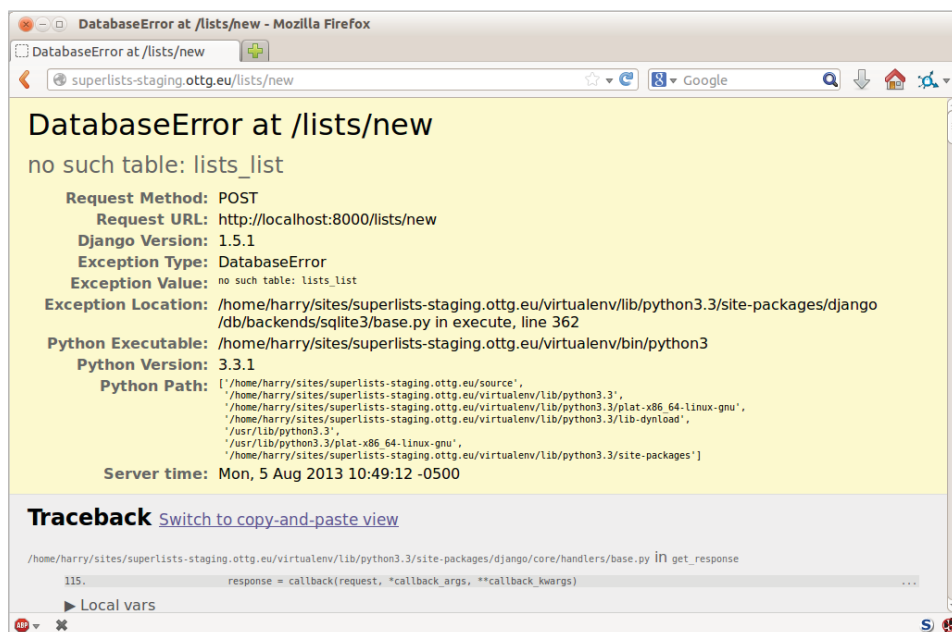 DatabaseError at /lists/new - Mozilla Firefox
DatabaseError at /lists/new
superlists-staging.ottg.eu/lists/new
Google
DatabaseError at /lists/new
no such table: lists_list
Request Method: POST
Request URL: http://localhost:8000/lists/new
Django Version: 1.5.1
Exception Type: DatabaseError
Exception Value: no such table: lists_list
Exception Location: /home/harry/sites/superlists-staging.ottg.eu/virtualenv/lib/python3.3/site-packages/django
/db/backends/sqlite3/base.py in execute, line 362
Python Executable: /home/harry/sites/superlists-staging.ottg.eu/virtualenv/bin/python3
Python Version: 3.3.1
Python Path: ['/home/harry/sites/superlists-staging.ottg.eu/source',
'/home/harry/sites/superlists-staging.ottg.eu/virtualenv/lib/python3.3',
'/home/harry/sites/superlists-staging.ottg.eu/virtualenv/lib/python3.3/plat-x86_64-linux-gnu',
'/home/harry/sites/superlists-staging.ottg.eu/virtualenv/lib/python3.3/lib-dynload',
'/usr/lib/python3.3',
'/usr/lib/python3.3/plat-x86_64-linux-gnu',
'/home/harry/sites/superlists-staging.ottg.eu/virtualenv/lib/python3.3/site-packages']
Server time: Mon, 5 Aug 2013 10:49:12 -0500
Traceback Switch to copy-and-paste view
/home/harry/sites/superlists-staging.ottg.eu/virtualenv/lib/python3.3/site-packages/django/core/handlers/base.py in get_response
115. response = callback(request, *callback_args, **callback_kwargs) ...
▶ Local vars
ABP
S